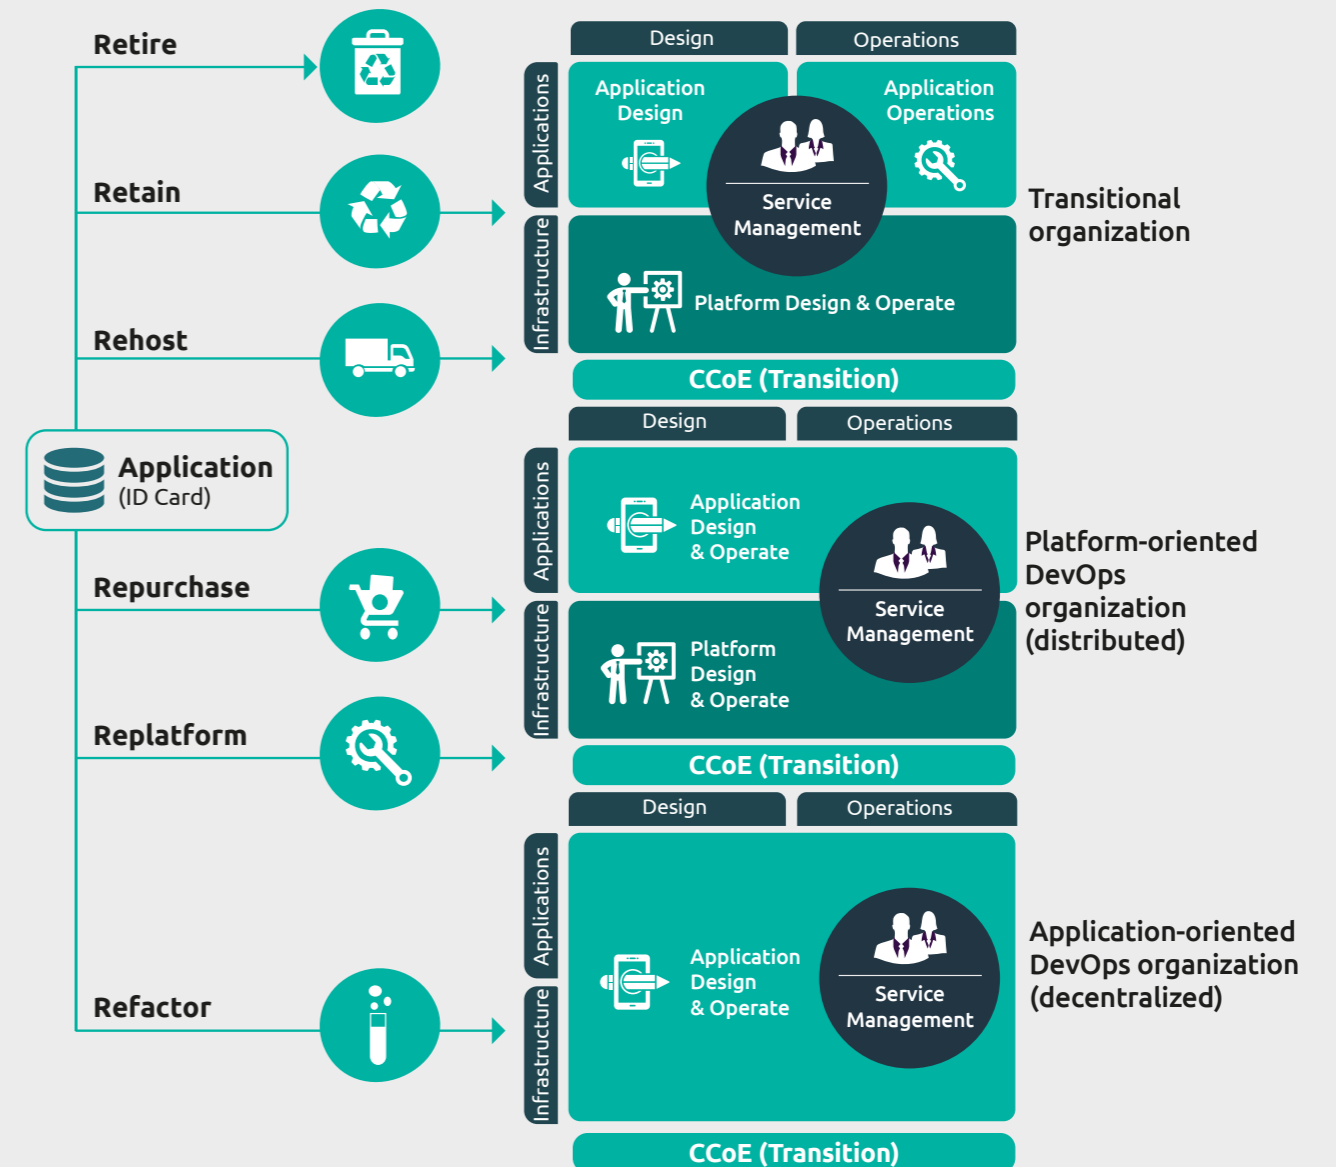 Retire
Retain
Rehost
Application
(ID Card)
Repurchase
Replatform
Refactor
Design
Operations
Applications
Infrastructure
Application
Design
Application
Operations
Service
Management
Platform Design & Operate
CCoE (Transition)
Transitional
organization
Design
Operations
Applications
Infrastructure
Application
Design
& Operate
Service
Management
Platform
Design
& Operate
CCoE (Transition)
Platform-oriented
DevOps
organization
(distributed)
Design
Operations
Applications
Infrastructure
Application
Design
& Operate
Service
Management
CCoE (Transition)
Application-oriented
DevOps organization
(decentralized)